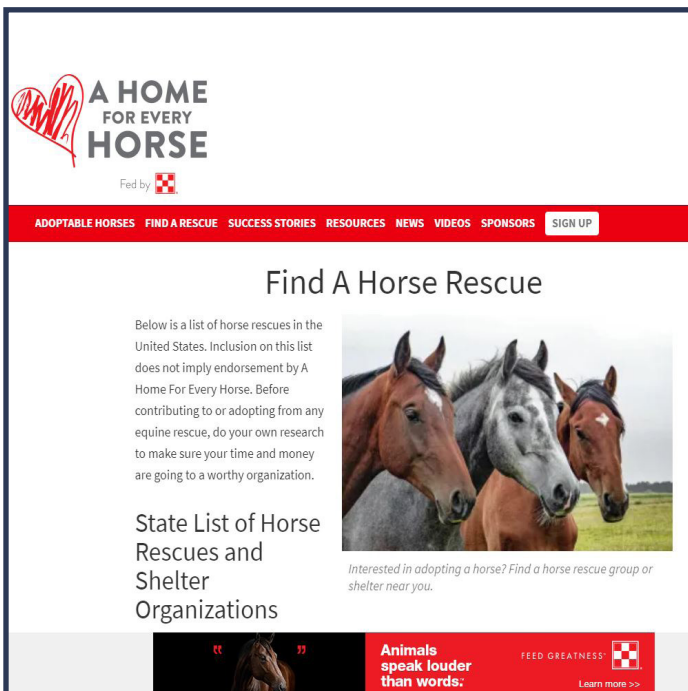 A HOME
FOR EVERY
HORSE
Fed by
ADOPTABLE HORSES FIND A RESCUE SUCCESS STORIES RESOURCES NEWS VIDEOS SPONSORS SIGN UP
Find A Horse Rescue
Below is a list of horse rescues in the
United States. Inclusion on this list
does not imply endorsement by A
Home For Every Horse. Before
contributing to or adopting from any
equine rescue, do your own research
to make sure your time and money
are going to a worthy organization.
State List of Horse
Rescues and
Shelter
Organizations
Interested in adopting a horse? Find a horse rescue group or
shelter near you.
“ ”
Animals
speak louder
than words.™
FEED GREATNESS®
Learn more >>